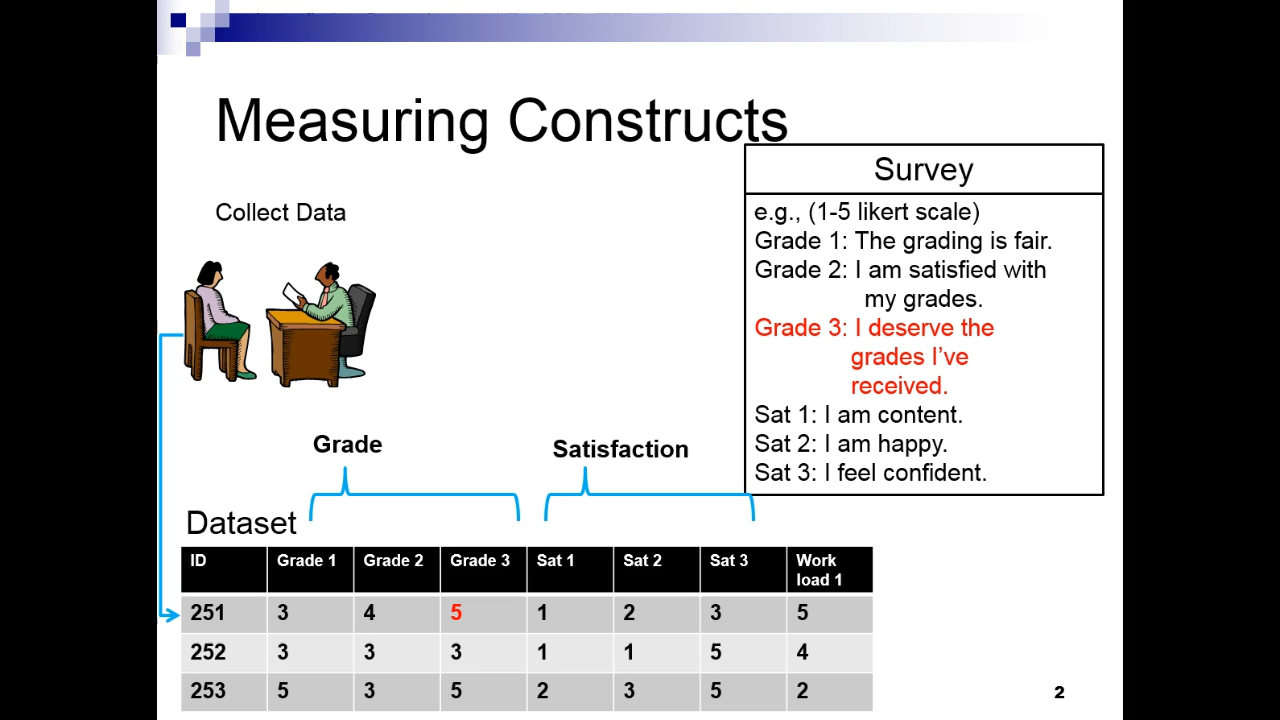 Measuring Constructs
Collect Data
Survey
e.g., (1-5 likert scale)
Grade 1: The grading is fair.
Grade 2: I am satisfied with
my grades.
Grade 3: I deserve the
grades I’ve
received.
Sat 1: I am content.
Sat 2: I am happy.
Sat 3: I feel confident.
Grade
Satisfaction
Dataset
ID Grade 1 Grade 2 Grade 3 Sat 1 Sat 2 Sat 3 Work
load 1
251 3 4 5 1 2 3 5
252 3 3 3 1 1 5 4
253 5 3 5 2 3 5 2
2